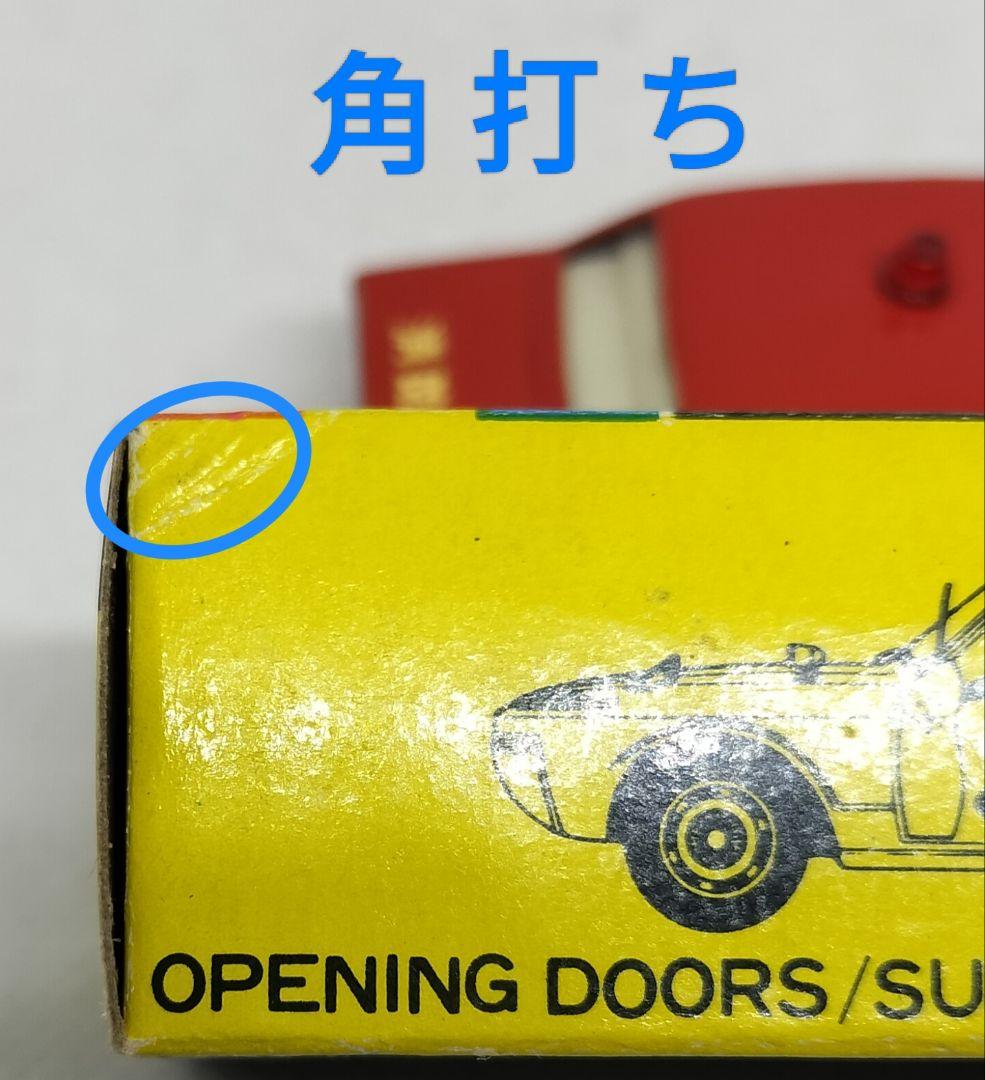 角打ち
OPENING DOORS/SU